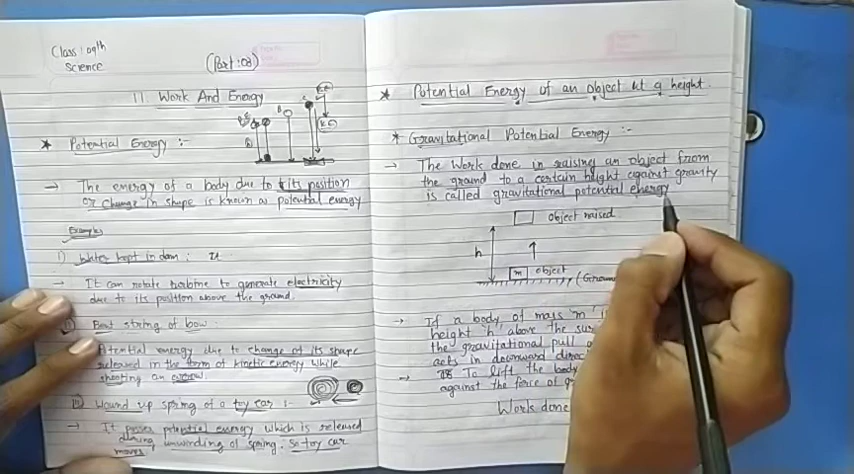 Class : 09th
Science
(Part : 03)
11. Work And Energy
* Potential Energy :-
→ The energy of a body due to its position
or change in shape is known as potential energy
Examples
i) Water kept in dam :
→ It can rotate turbine to generate electricity
due to its position above the ground.
ii) Bent string of bow :
Potential energy due to change of its shape
released in the form of kinetic energy while
shooting an arrow.
iii) Wound up spring of a toy car :-
→ It posses potential energy which is released
during unwinding of spring. So toy car
moves
* Potential Energy of an object at a height.
* Gravitational Potential Energy :-
→ The Work done in raising an object from
the ground to a certain height against gravity
is called gravitational potential energy
object raised
h
m object
(Groun
→ If a body of mass 'm' i
height 'h' above the sur
the gravitational pull o
acts in downward direc
→ To lift the body
against the force of g
Work done